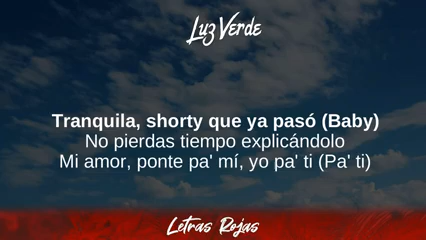 Luz Verde
Tranquila, shorty que ya pasó (Baby)
No pierdas tiempo explicándolo
Mi amor, ponte pa' mí, yo pa' ti (Pa' ti)
Letras Rojas